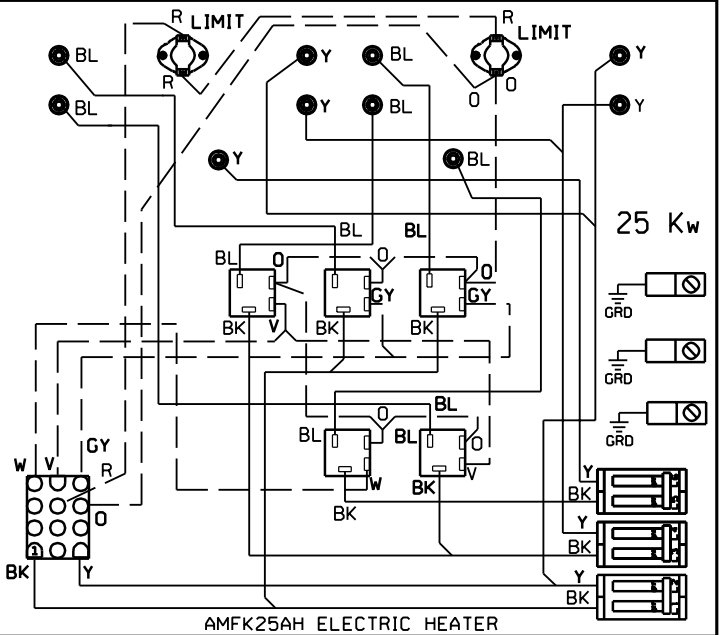 R LIMIT R LIMIT
BL Y BL Y
R O O
BL Y BL Y
Y BL
25 Kw
BL BL
BL O O O
GY GY
GRD
BK V BK BK
GRD
BL
O
BL BL O
GRD
GY
W V R
W V
BK
O BK
Y
BK
Y
BK
1
BK Y Y
BK
AMFK25AH ELECTRIC HEATER